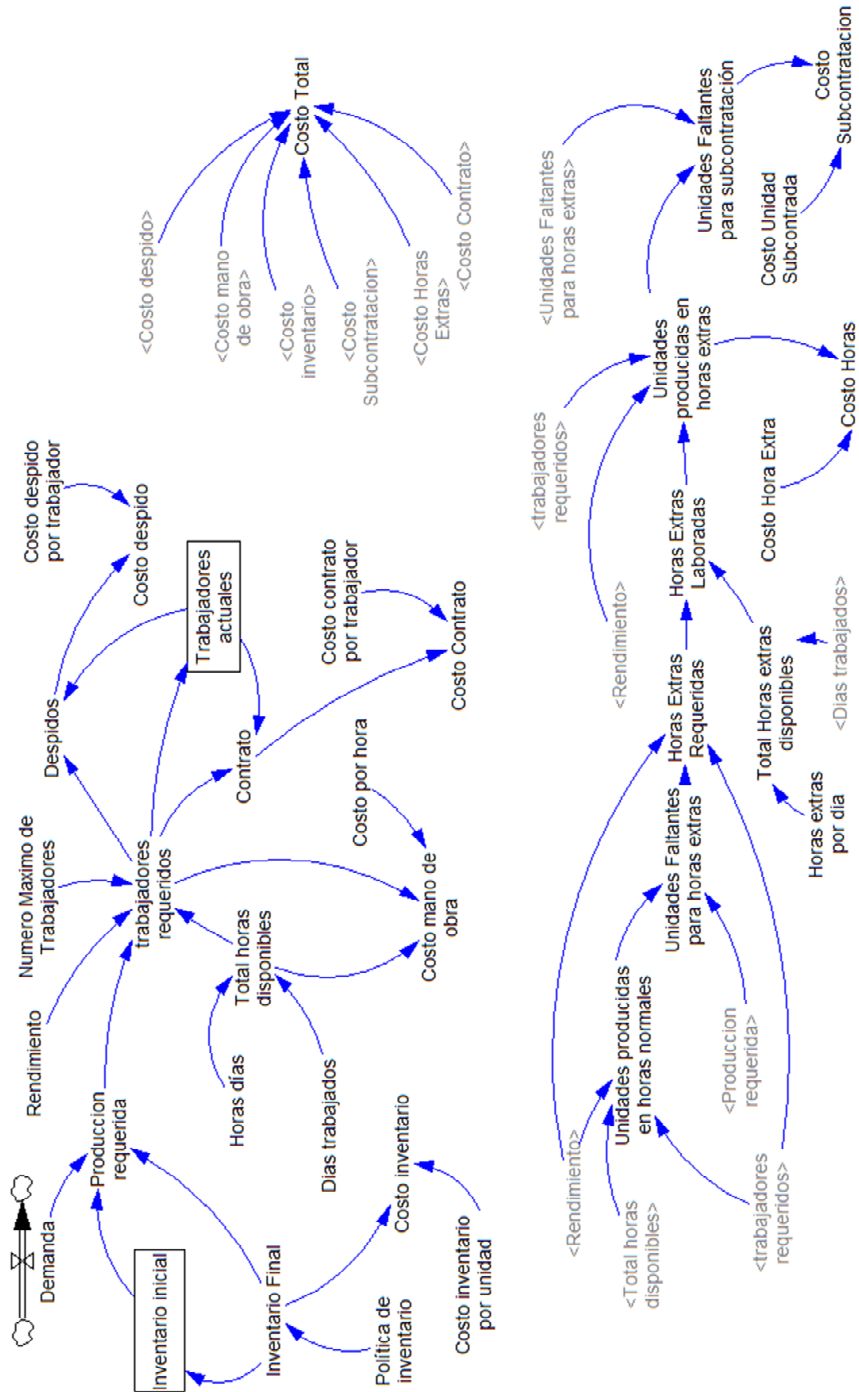 Demanda
Inventario inicial
Produccion
requerida
Inventario Final
Política de
inventario
Costo inventario
Costo inventario
por unidad
Rendimiento
Numero Maximo de
Trabajadores
trabajadores
requeridos
Horas días
Total horas
disponibles
Dias trabajados
Costo mano de
obra
Costo por hora
Despidos
Costo despido
por trabajador
Costo despido
Trabajadores
actuales
Contrato
Costo contrato
por trabajador
Costo Contrato
<Costo despido>
<Costo mano
de obra>
<Costo
inventario>
<Costo
Subcontratacion>
<Costo Horas
Extras>
<Costo Contrato>
Costo Total
<Rendimiento>
<Total horas
disponibles>
<trabajadores
requeridos>
Unidades producidas
en horas normales
<Produccion
requerida>
Unidades Faltantes
para horas extras
Horas Extras
Requeridas
Horas extras
por dia
Total Horas extras
disponibles
<Dias trabajados>
Horas Extras
Laboradas
<Rendimiento>
<trabajadores
requeridos>
Unidades
producidas en
horas extras
Costo Hora Extra
Costo Horas
<Unidades Faltantes
para horas extras>
Unidades Faltantes
para subcontratación
Costo Unidad
Subcontrada
Costo
Subcontratacion